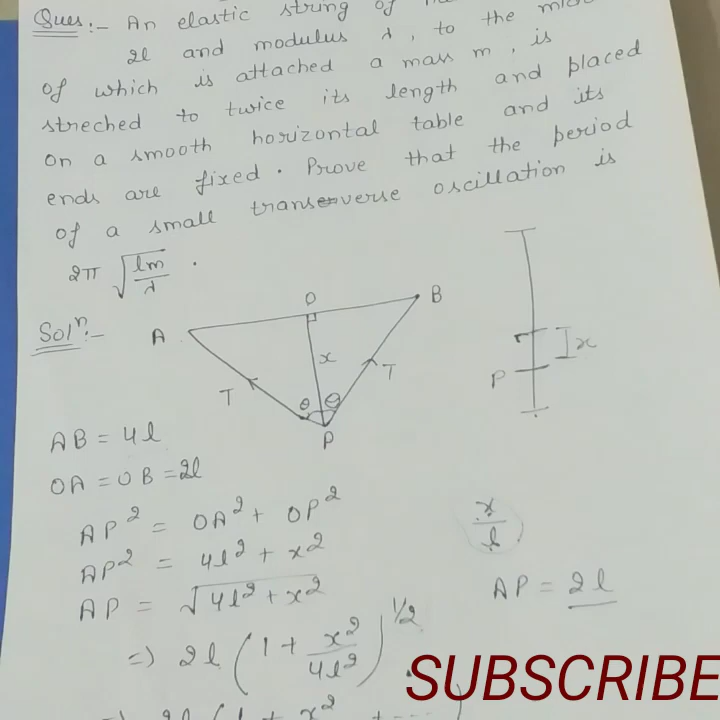 Ques:- An elastic string of
2l and modulus λ, to the
of which is attached a mass m, is
streched to twice its length and placed
on a smooth horizontal table and its
ends are fixed. Prove that the period
of a small transverse oscillation is
2π √(lm/λ) .
Solⁿ:-
A
O
B
x
T
T
θ
θ
P
x
P
AB = 4l
OA = OB = 2l
AP² = OA² + OP²
AP² = 4l² + x²
AP = √(4l² + x²)
=) 2l (1 + x²/4l²)^1/2
x/l
AP = 2l
SUBSCRIBE
=) 2l (1 + x² + ----